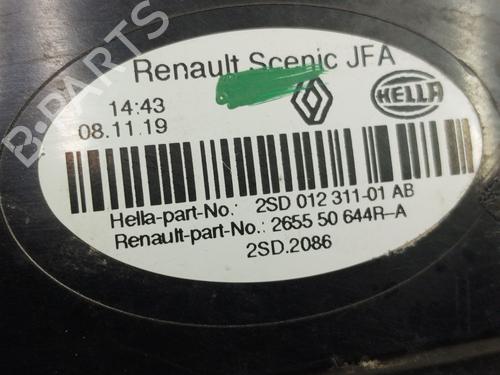 Renault Scenic JFA
14:43
08.11.19
HELLA
Hella-part-No.: 2SD 012 311-01 AB
Renault-part-No.: 2655 50 644R-A
2SD.2086
B-PARTS